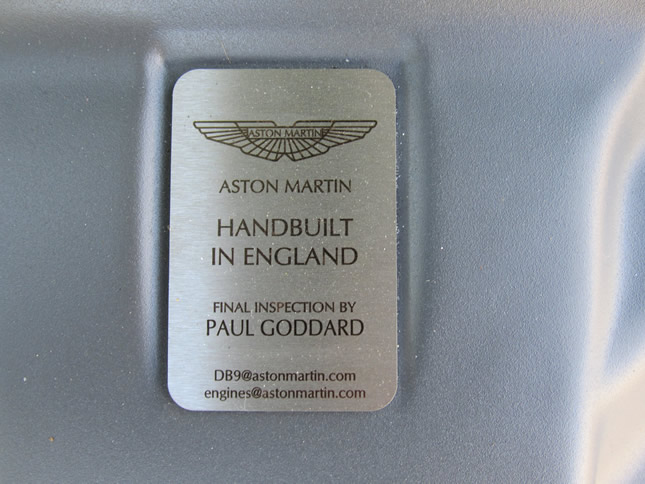 ASTON MARTIN
ASTON MARTIN
HANDBUILT
IN ENGLAND
FINAL INSPECTION BY
PAUL GODDARD
DB9@astonmartin.com
engines@astonmartin.com